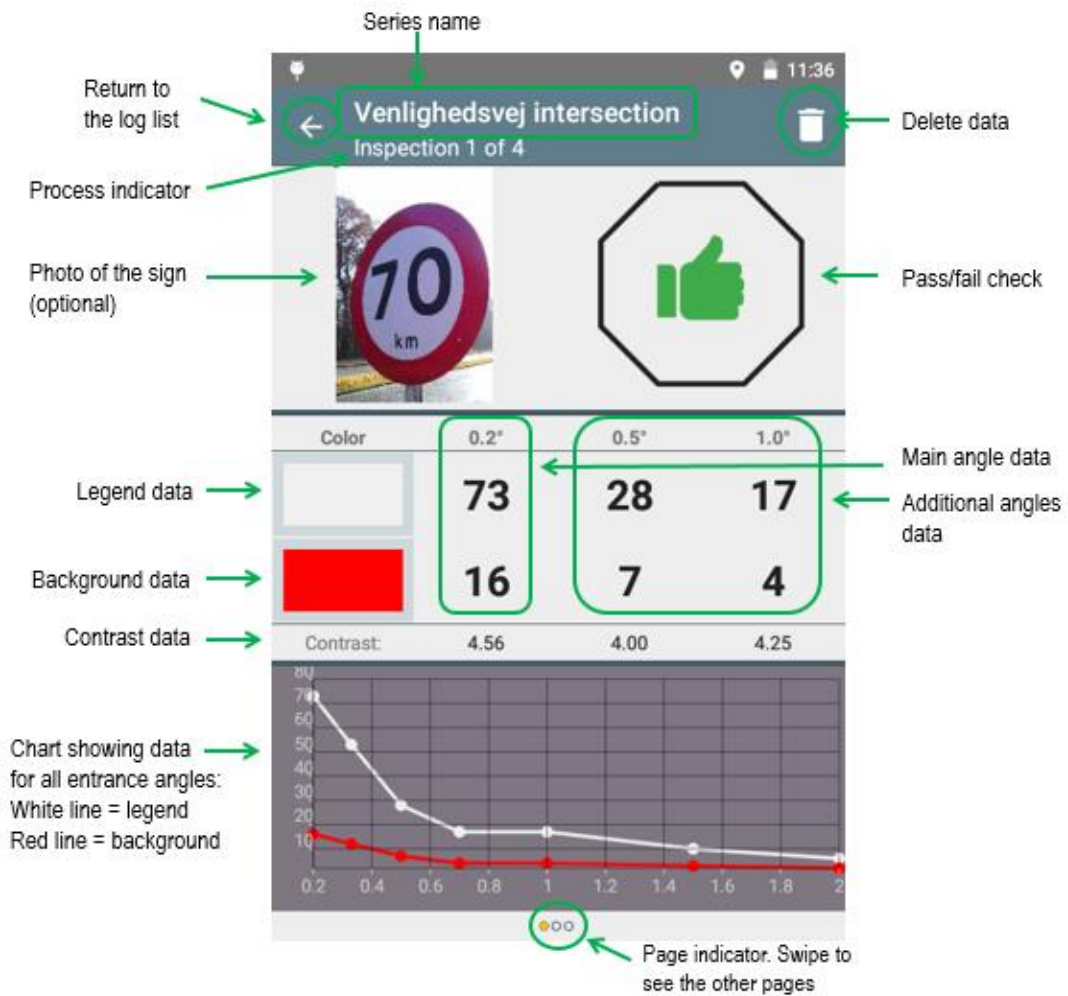 Series name
11:36
Return to
the log list
Venlighedsvej intersection
Inspection 1 of 4
Delete data
Process indicator
Photo of the sign
(optional)
70
km
Pass/fail check
Color 0.2° 0.5° 1.0°
Main angle data
Legend data
73 28 17
Additional angles
data
Background data
16 7 4
Contrast data
Contrast: 4.56 4.00 4.25
80
70
60
50
40
30
20
10
Chart showing data
for all entrance angles:
White line = legend
Red line = background
0.2 0.4 0.6 0.8 1 1.2 1.4 1.6 1.8 2
Page indicator. Swipe to
see the other pages